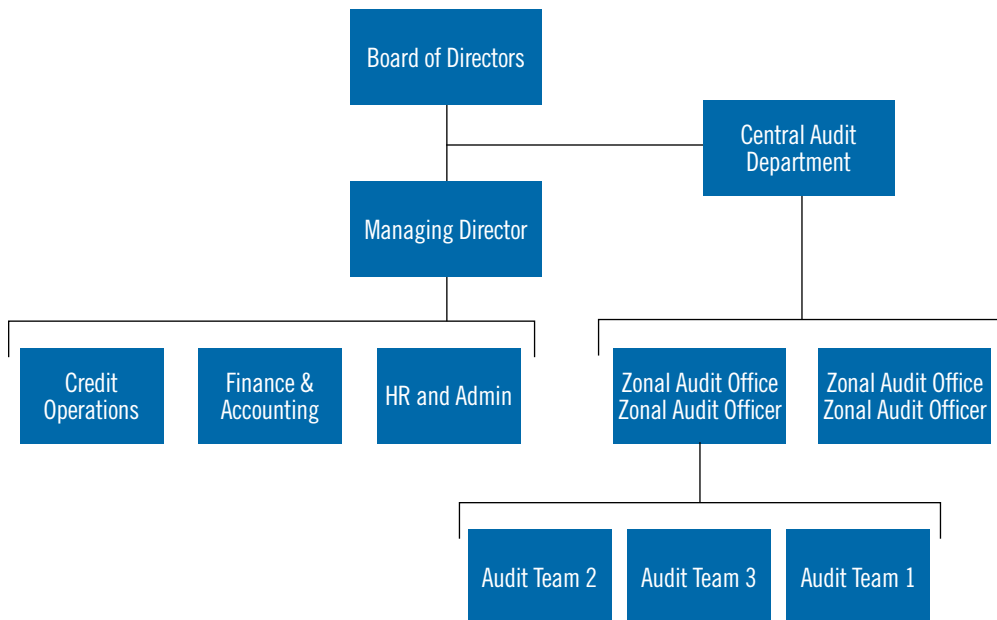 Board of Directors
Central Audit
Department
Managing Director
Credit
Operations
Finance &
Accounting
HR and Admin
Zonal Audit Office
Zonal Audit Officer
Zonal Audit Office
Zonal Audit Officer
Audit Team 2
Audit Team 3
Audit Team 1